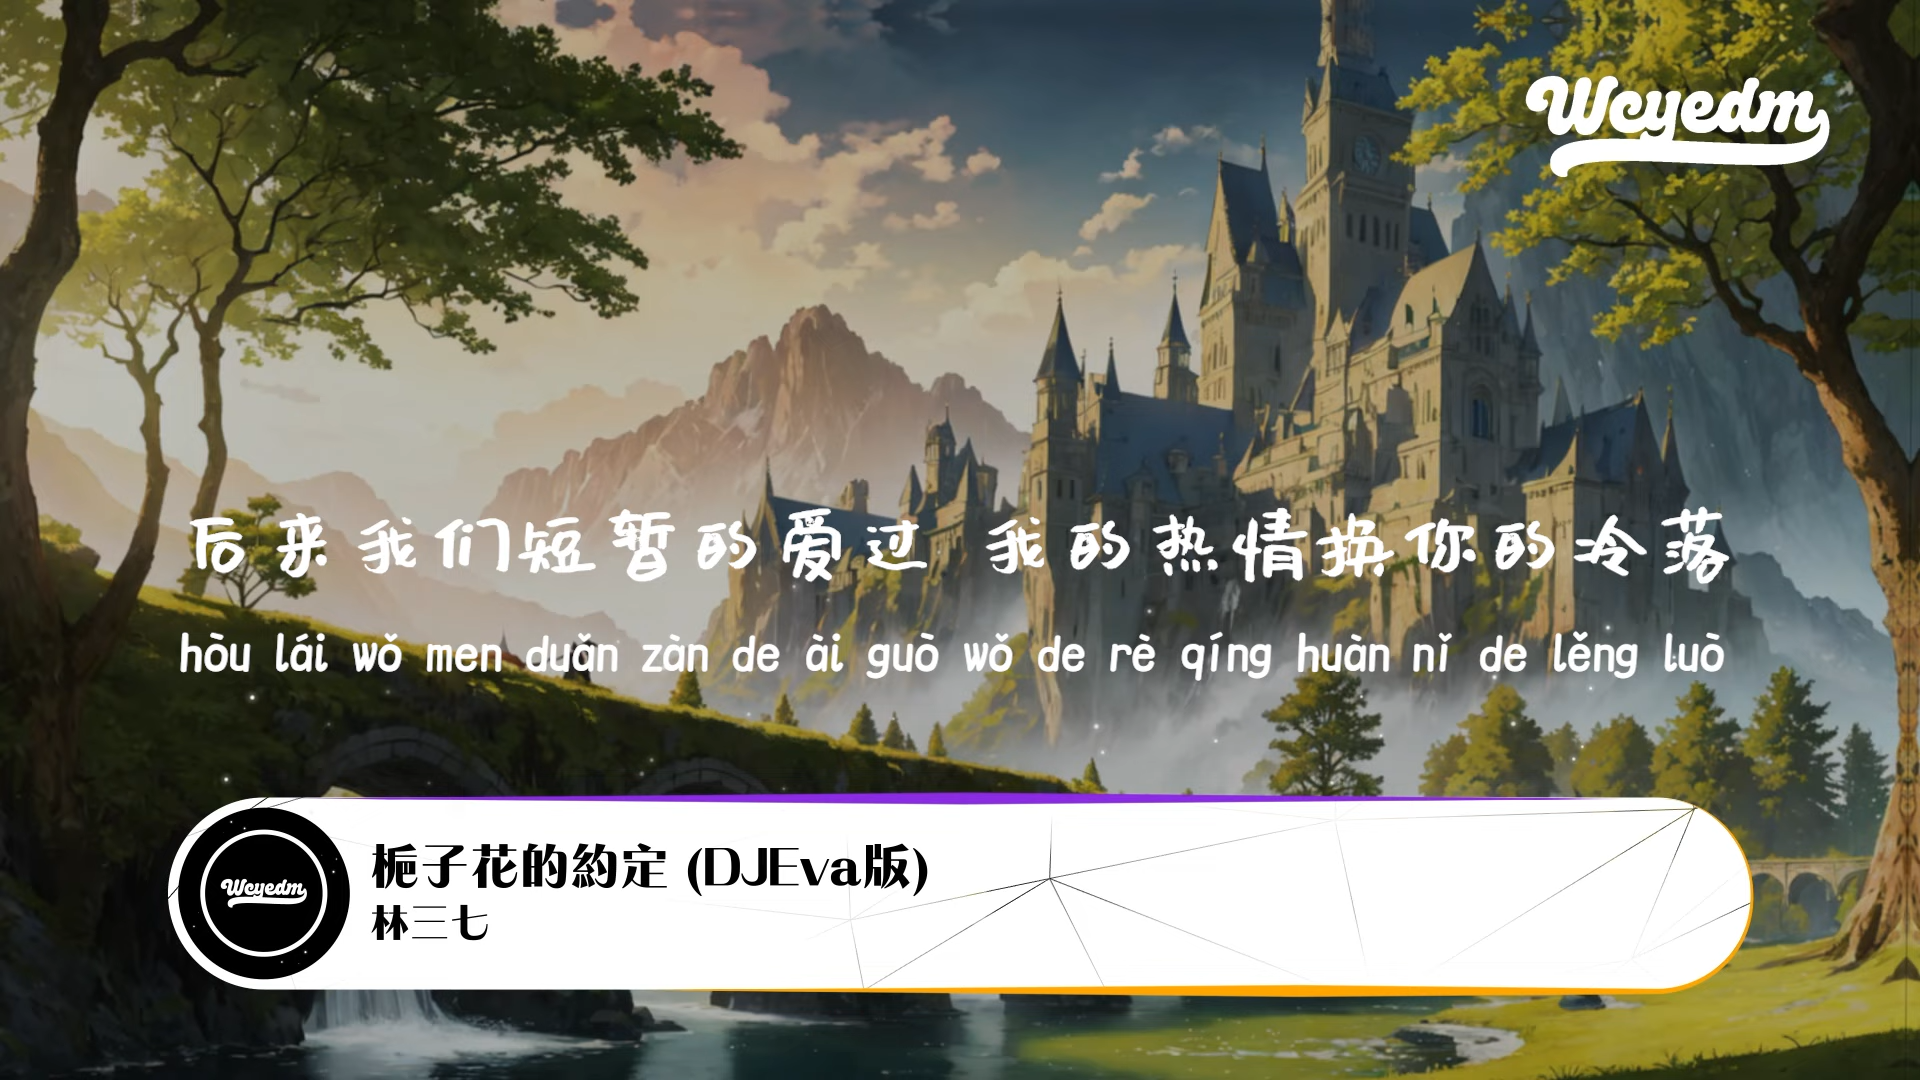 Wcyedm
后来我们短暂的爱过 我的热情换你的冷落
hòu lái wǒ men duǎn zàn de ài guò wǒ de rè qíng huàn nǐ de lěng luò
Wcyedm
栀子花的約定 (DJEva版)
林三七